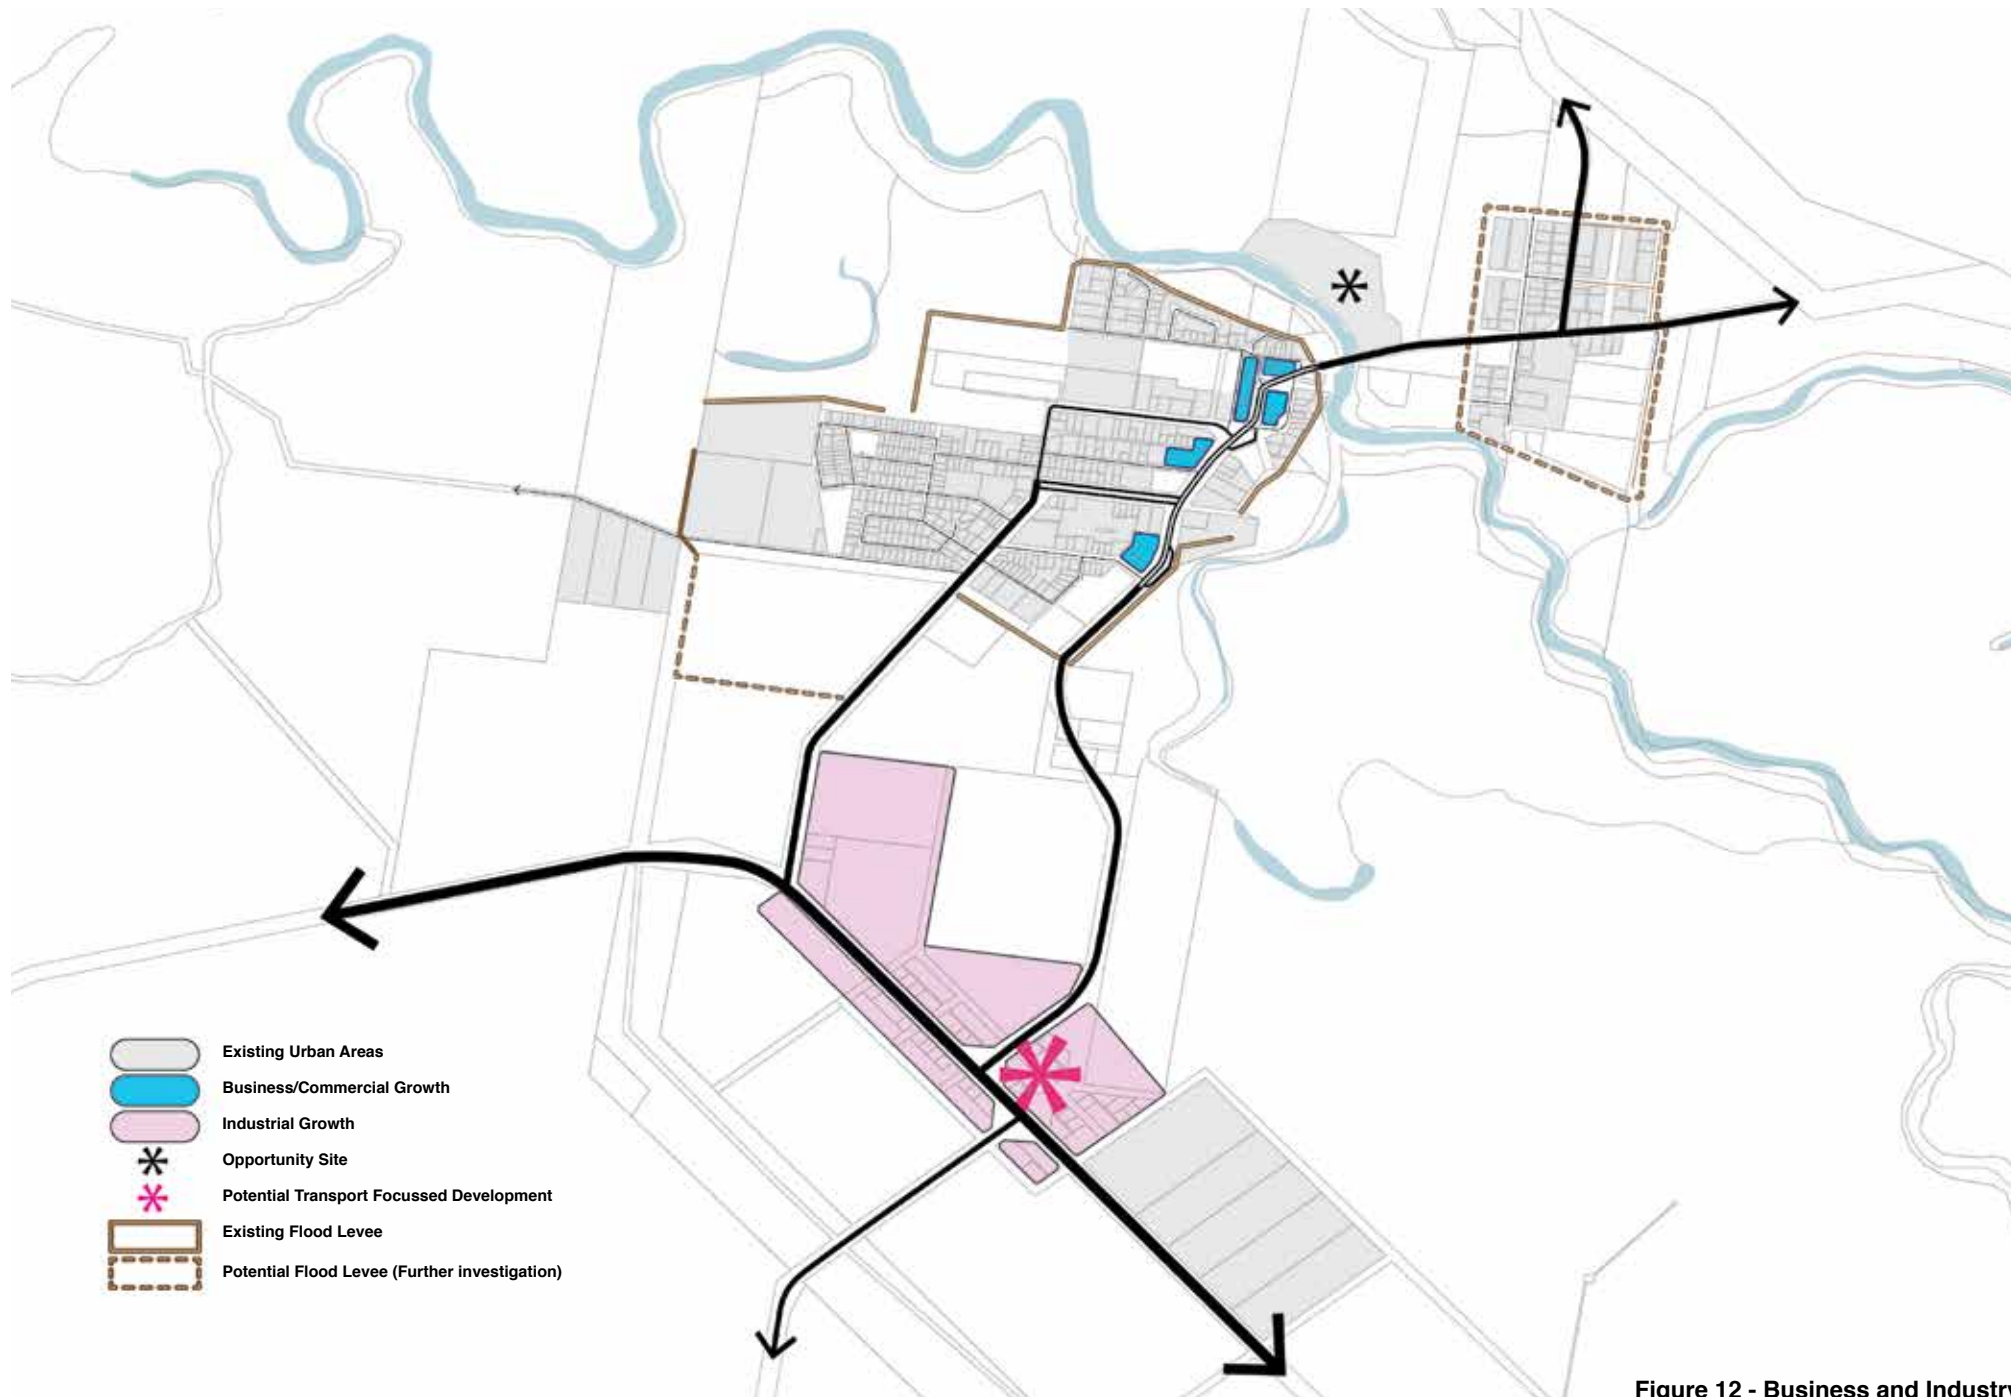 Existing Urban Areas
Business/Commercial Growth
Industrial Growth
Opportunity Site
Potential Transport Focussed Development
Existing Flood Levee
Potential Flood Levee (Further investigation)
Figure 12 - Business and Industry